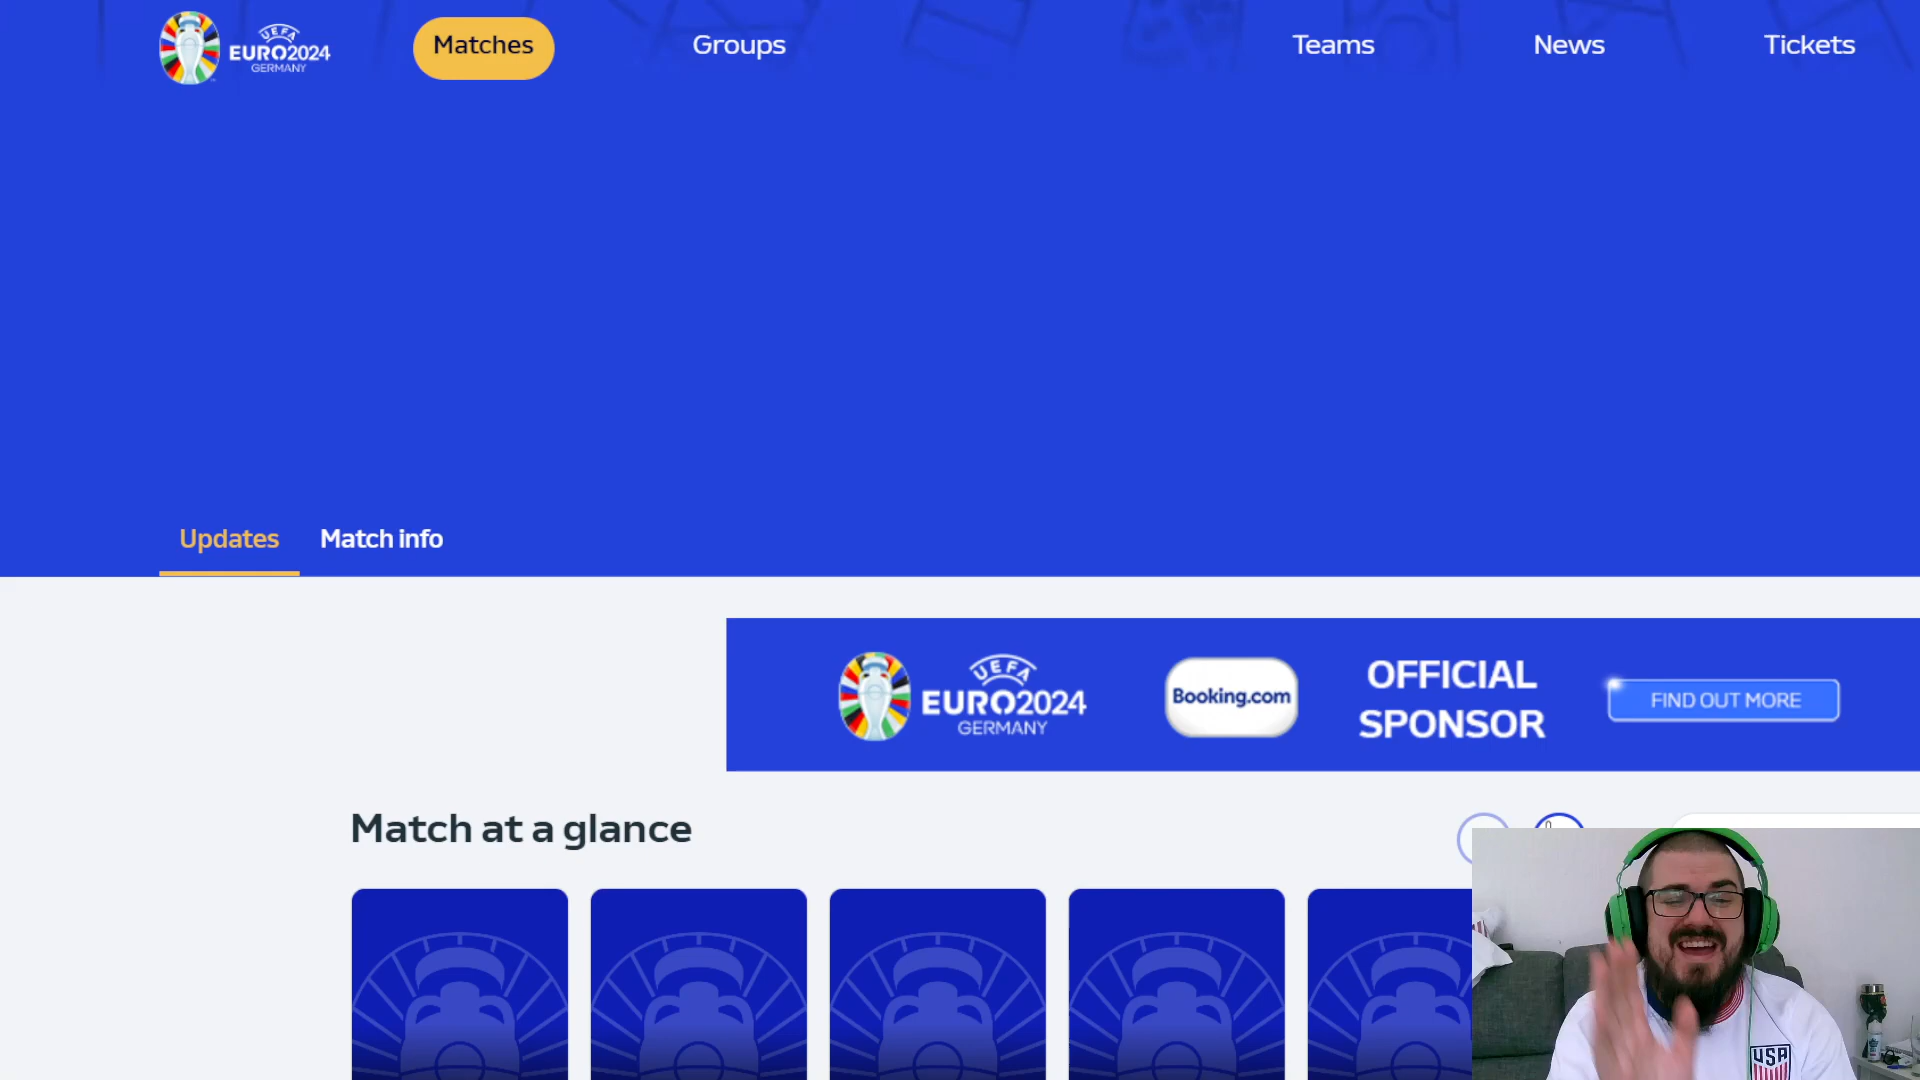 UEFA
EURO2024
GERMANY
Matches
Groups
Teams
News
Tickets
Updates
Match info
UEFA
EURO2024
GERMANY
Booking.com
OFFICIAL
SPONSOR
FIND OUT MORE
Match at a glance